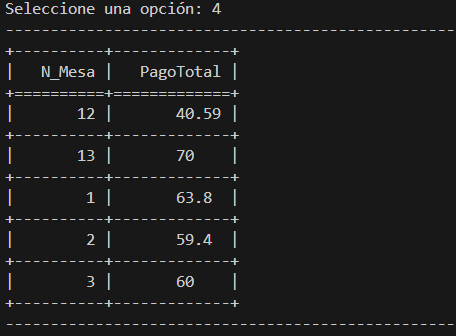 Seleccione una opción: 4
--------------------------------------------------
+----------+-------------+
|   N_Mesa |   PagoTotal |
+==========+=============+
|       12 |       40.59 |
+----------+-------------+
|       13 |       70    |
+----------+-------------+
|        1 |       63.8  |
+----------+-------------+
|        2 |       59.4  |
+----------+-------------+
|        3 |       60    |
+----------+-------------+
--------------------------------------------------